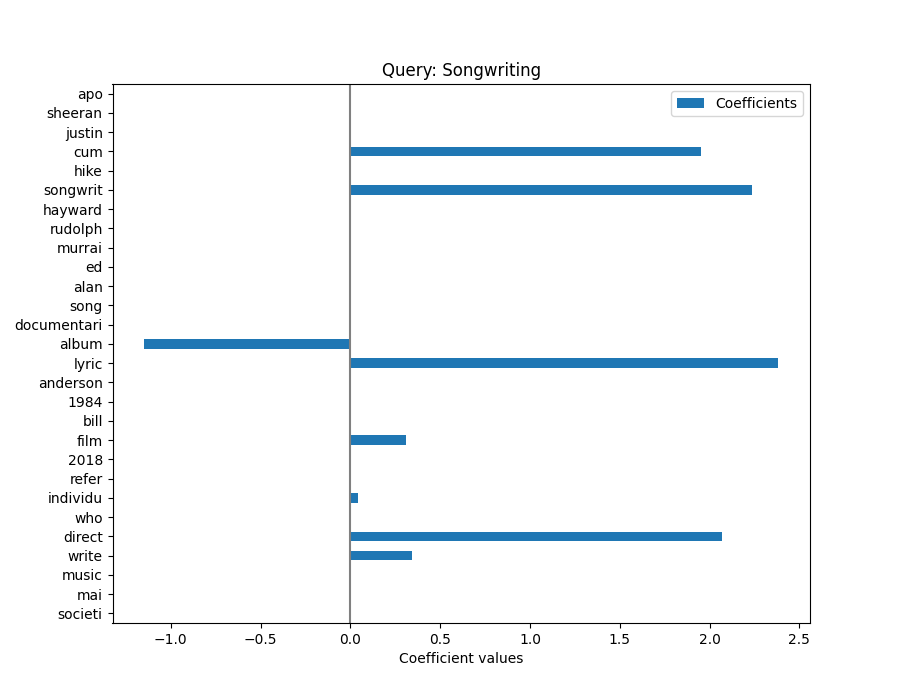 Query: Songwriting
Coefficients
apo
sheeran
justin
cum
hike
songwrit
hayward
rudolph
murrai
ed
alan
song
documentari
album
lyric
anderson
1984
bill
film
2018
refer
individu
who
direct
write
music
mai
societi
−1.0 −0.5 0.0 0.5 1.0 1.5 2.0 2.5
Coefficient values